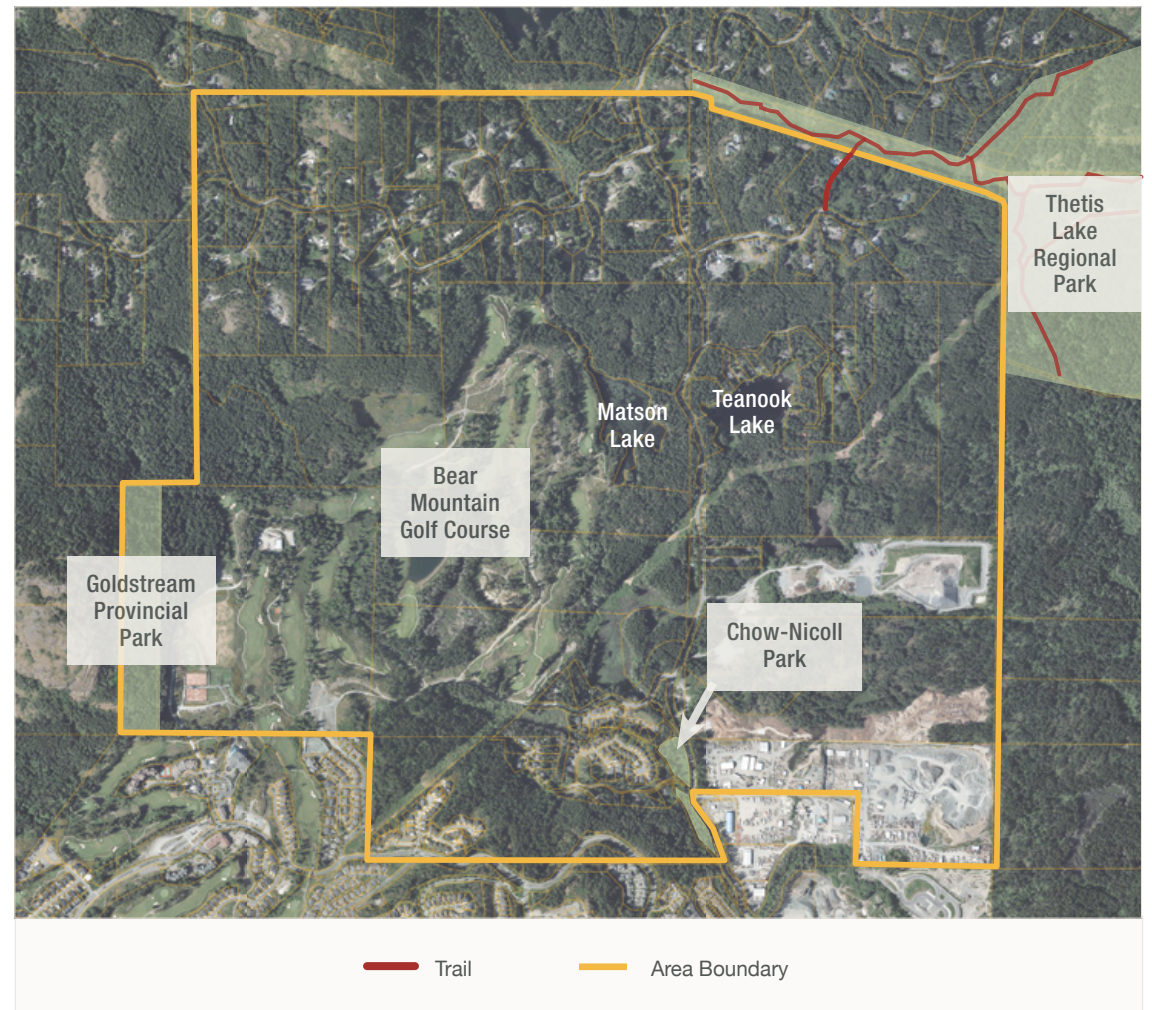 Thetis
Lake
Regional
Park
Matson
Lake
Teanook
Lake
Bear
Mountain
Golf Course
Goldstream
Provincial
Park
Chow-Nicoll
Park
Trail
Area Boundary